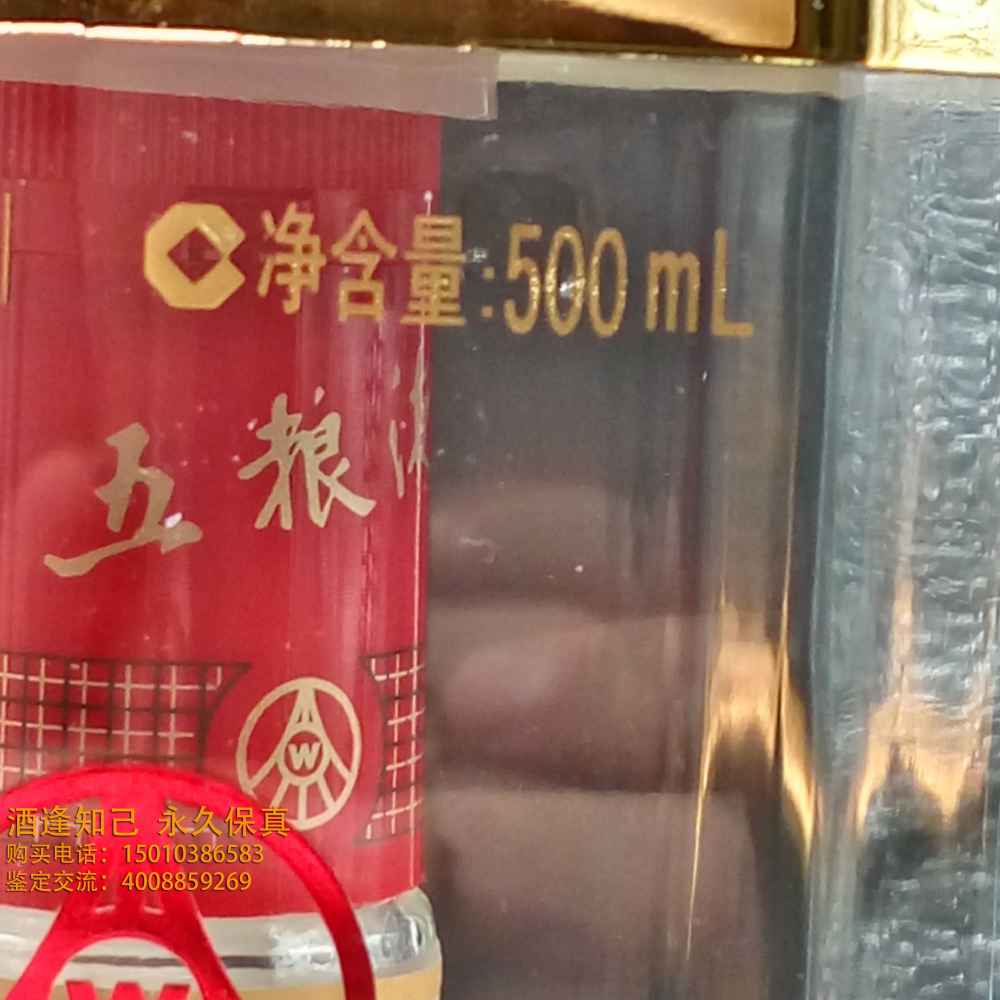 净含量:500mL
五粮液
W
酒逢知己 永久保真
购买电话：15010386583
鉴定交流：4008859269
W